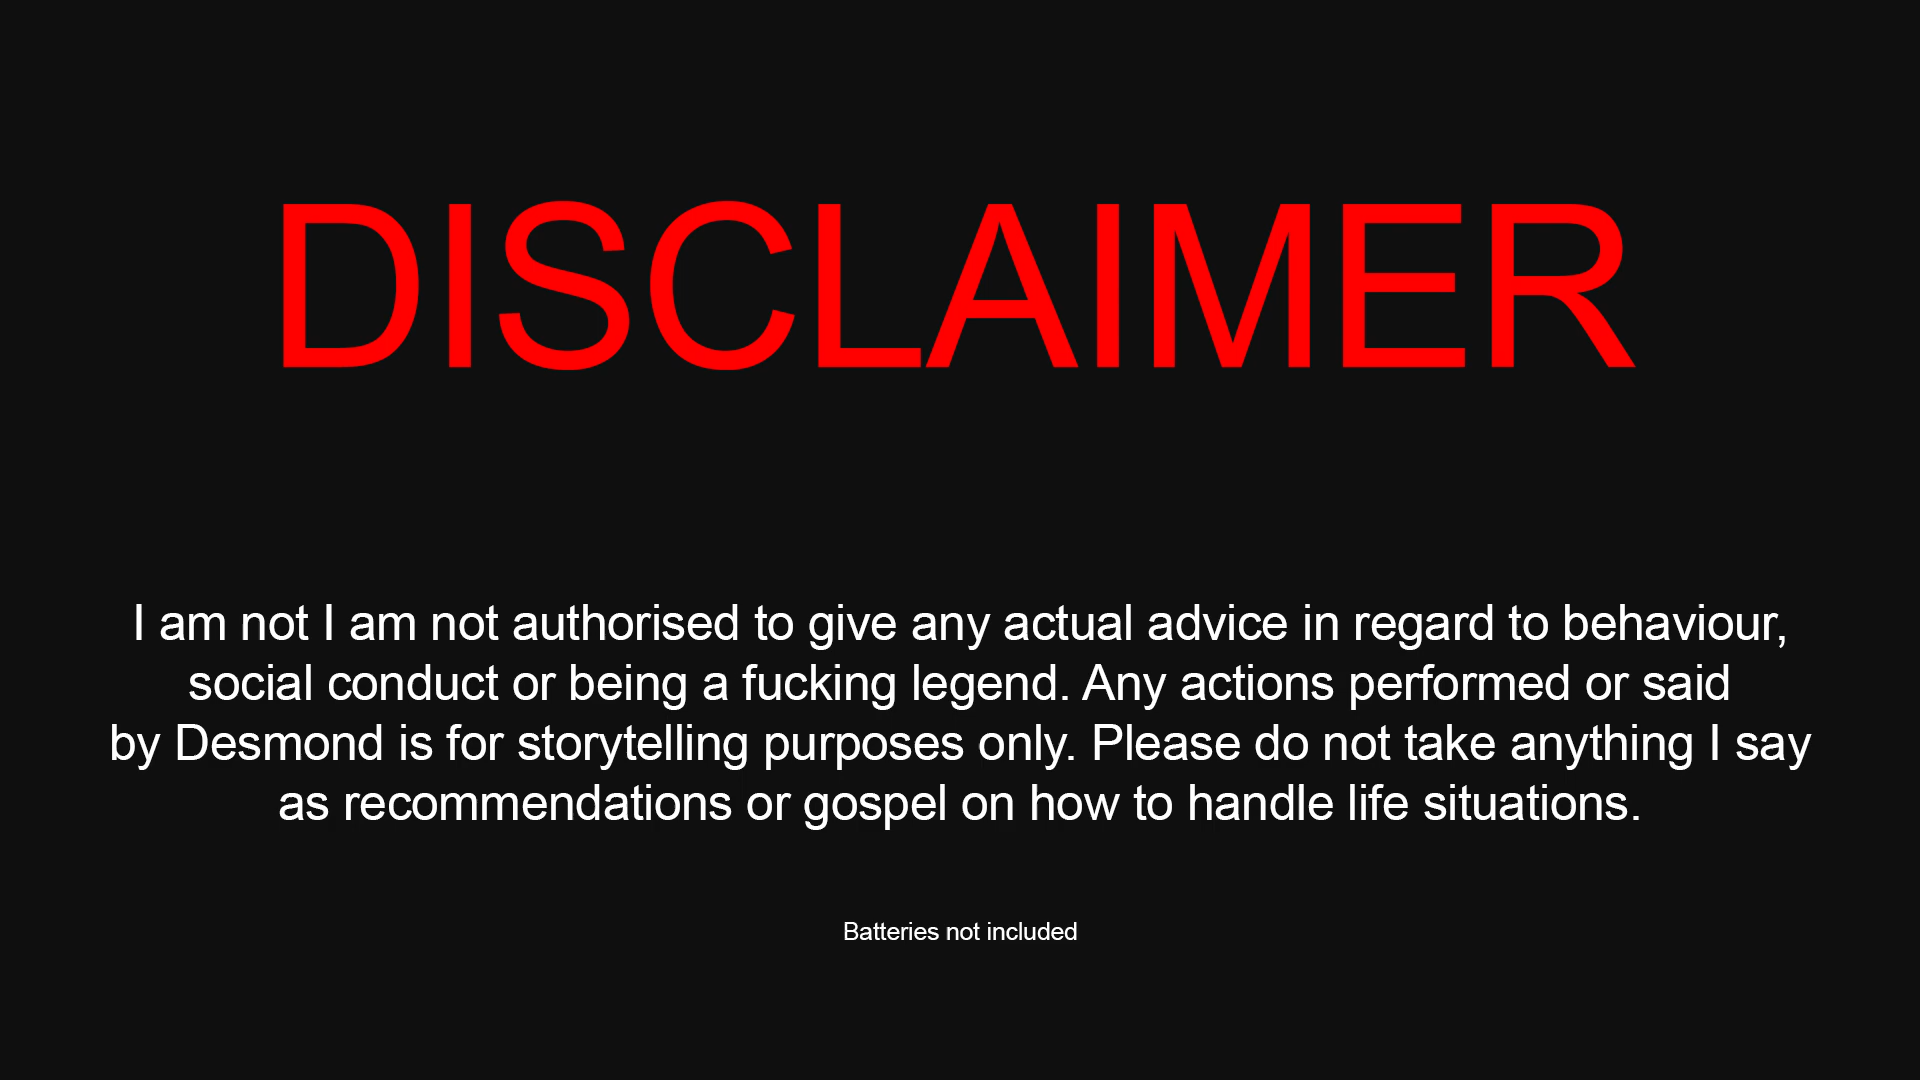 DISCLAIMER
I am not I am not authorised to give any actual advice in regard to behaviour,
social conduct or being a fucking legend. Any actions performed or said
by Desmond is for storytelling purposes only. Please do not take anything I say
as recommendations or gospel on how to handle life situations.
Batteries not included